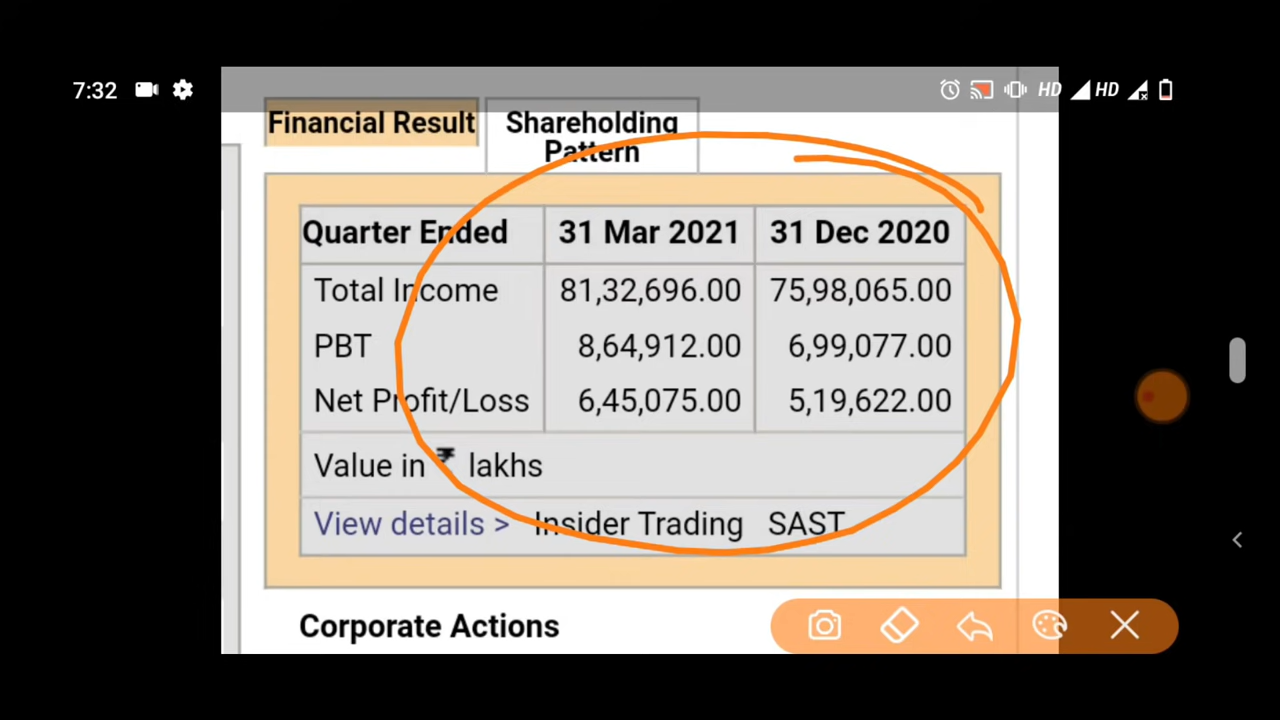 7:32 HD HD
Financial Result Shareholding
Pattern
Quarter Ended 31 Mar 2021 31 Dec 2020
Total Income 81,32,696.00 75,98,065.00
PBT 8,64,912.00 6,99,077.00
Net Profit/Loss 6,45,075.00 5,19,622.00
Value in ₹ lakhs
View details > Insider Trading SAST
Corporate Actions